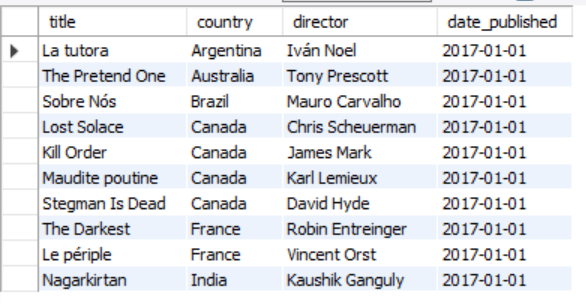 title country director date_published
La tutora Argentina Iván Noel 2017-01-01
The Pretend One Australia Tony Prescott 2017-01-01
Sobre Nós Brazil Mauro Carvalho 2017-01-01
Lost Solace Canada Chris Scheuerman 2017-01-01
Kill Order Canada James Mark 2017-01-01
Maudite poutine Canada Karl Lemieux 2017-01-01
Stegman Is Dead Canada David Hyde 2017-01-01
The Darkest France Robin Entreinger 2017-01-01
Le périple France Vincent Orst 2017-01-01
Nagarkirtan India Kaushik Ganguly 2017-01-01